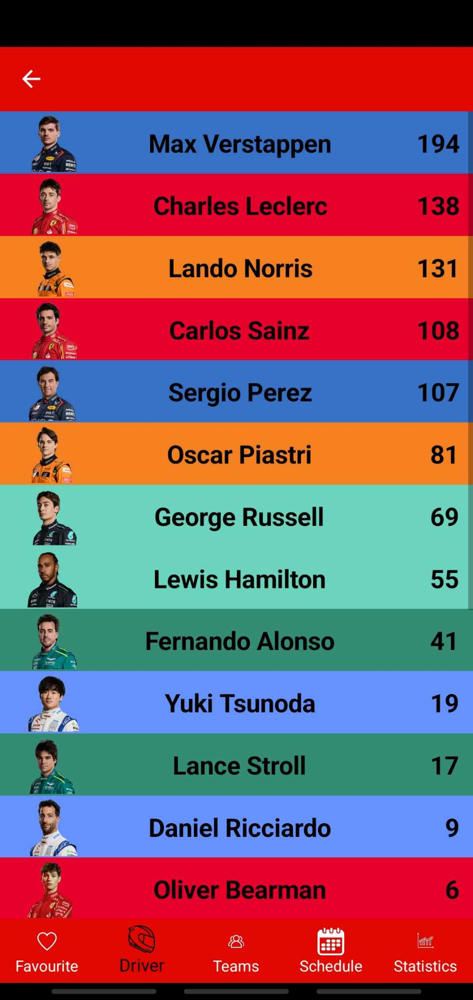 Max Verstappen 194
Charles Leclerc 138
Lando Norris 131
Carlos Sainz 108
Sergio Perez 107
Oscar Piastri 81
George Russell 69
Lewis Hamilton 55
Fernando Alonso 41
Yuki Tsunoda 19
Lance Stroll 17
Daniel Ricciardo 9
Oliver Bearman 6
Favourite Driver Teams Schedule Statistics